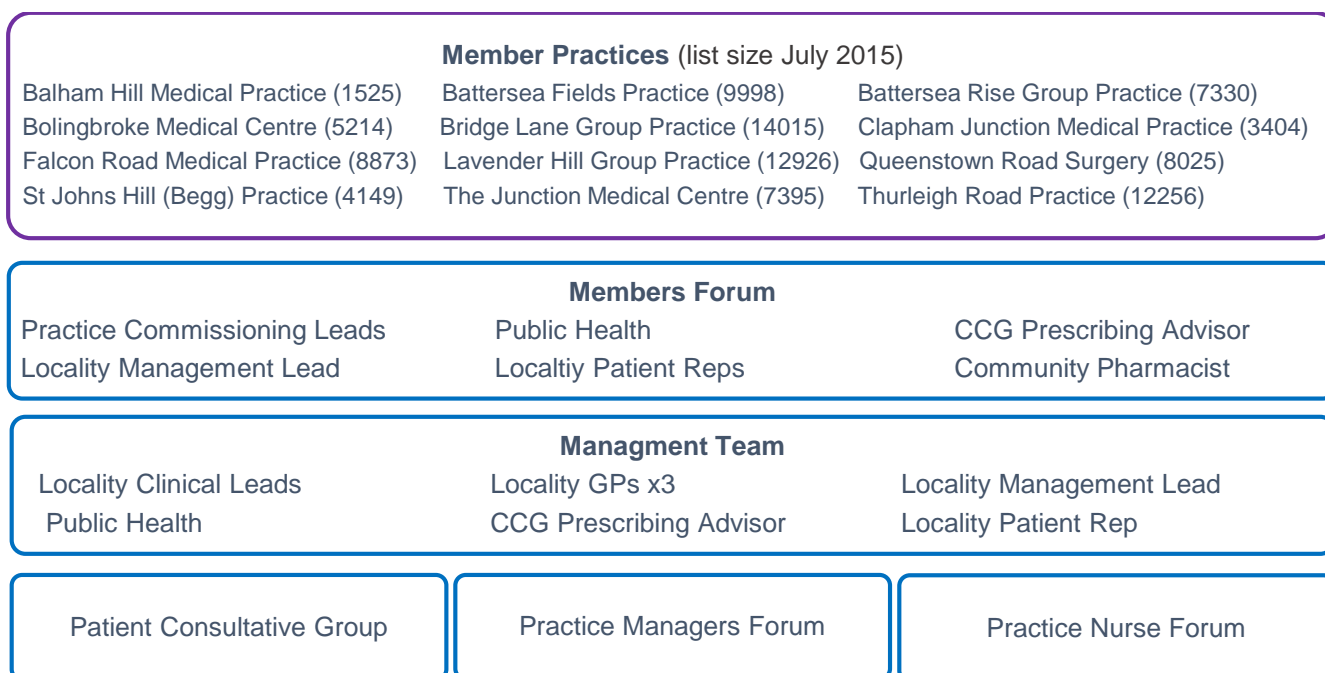 Member Practices (list size July 2015)
Balham Hill Medical Practice (1525) Battersea Fields Practice (9998) Battersea Rise Group Practice (7330)
Bolingbroke Medical Centre (5214) Bridge Lane Group Practice (14015) Clapham Junction Medical Practice (3404)
Falcon Road Medical Practice (8873) Lavender Hill Group Practice (12926) Queenstown Road Surgery (8025)
St Johns Hill (Begg) Practice (4149) The Junction Medical Centre (7395) Thurleigh Road Practice (12256)
Members Forum
Practice Commissioning Leads Public Health CCG Prescribing Advisor
Locality Management Lead Localtiy Patient Reps Community Pharmacist
Managment Team
Locality Clinical Leads Locality GPs x3 Locality Management Lead
Public Health CCG Prescribing Advisor Locality Patient Rep
Patient Consultative Group Practice Managers Forum Practice Nurse Forum